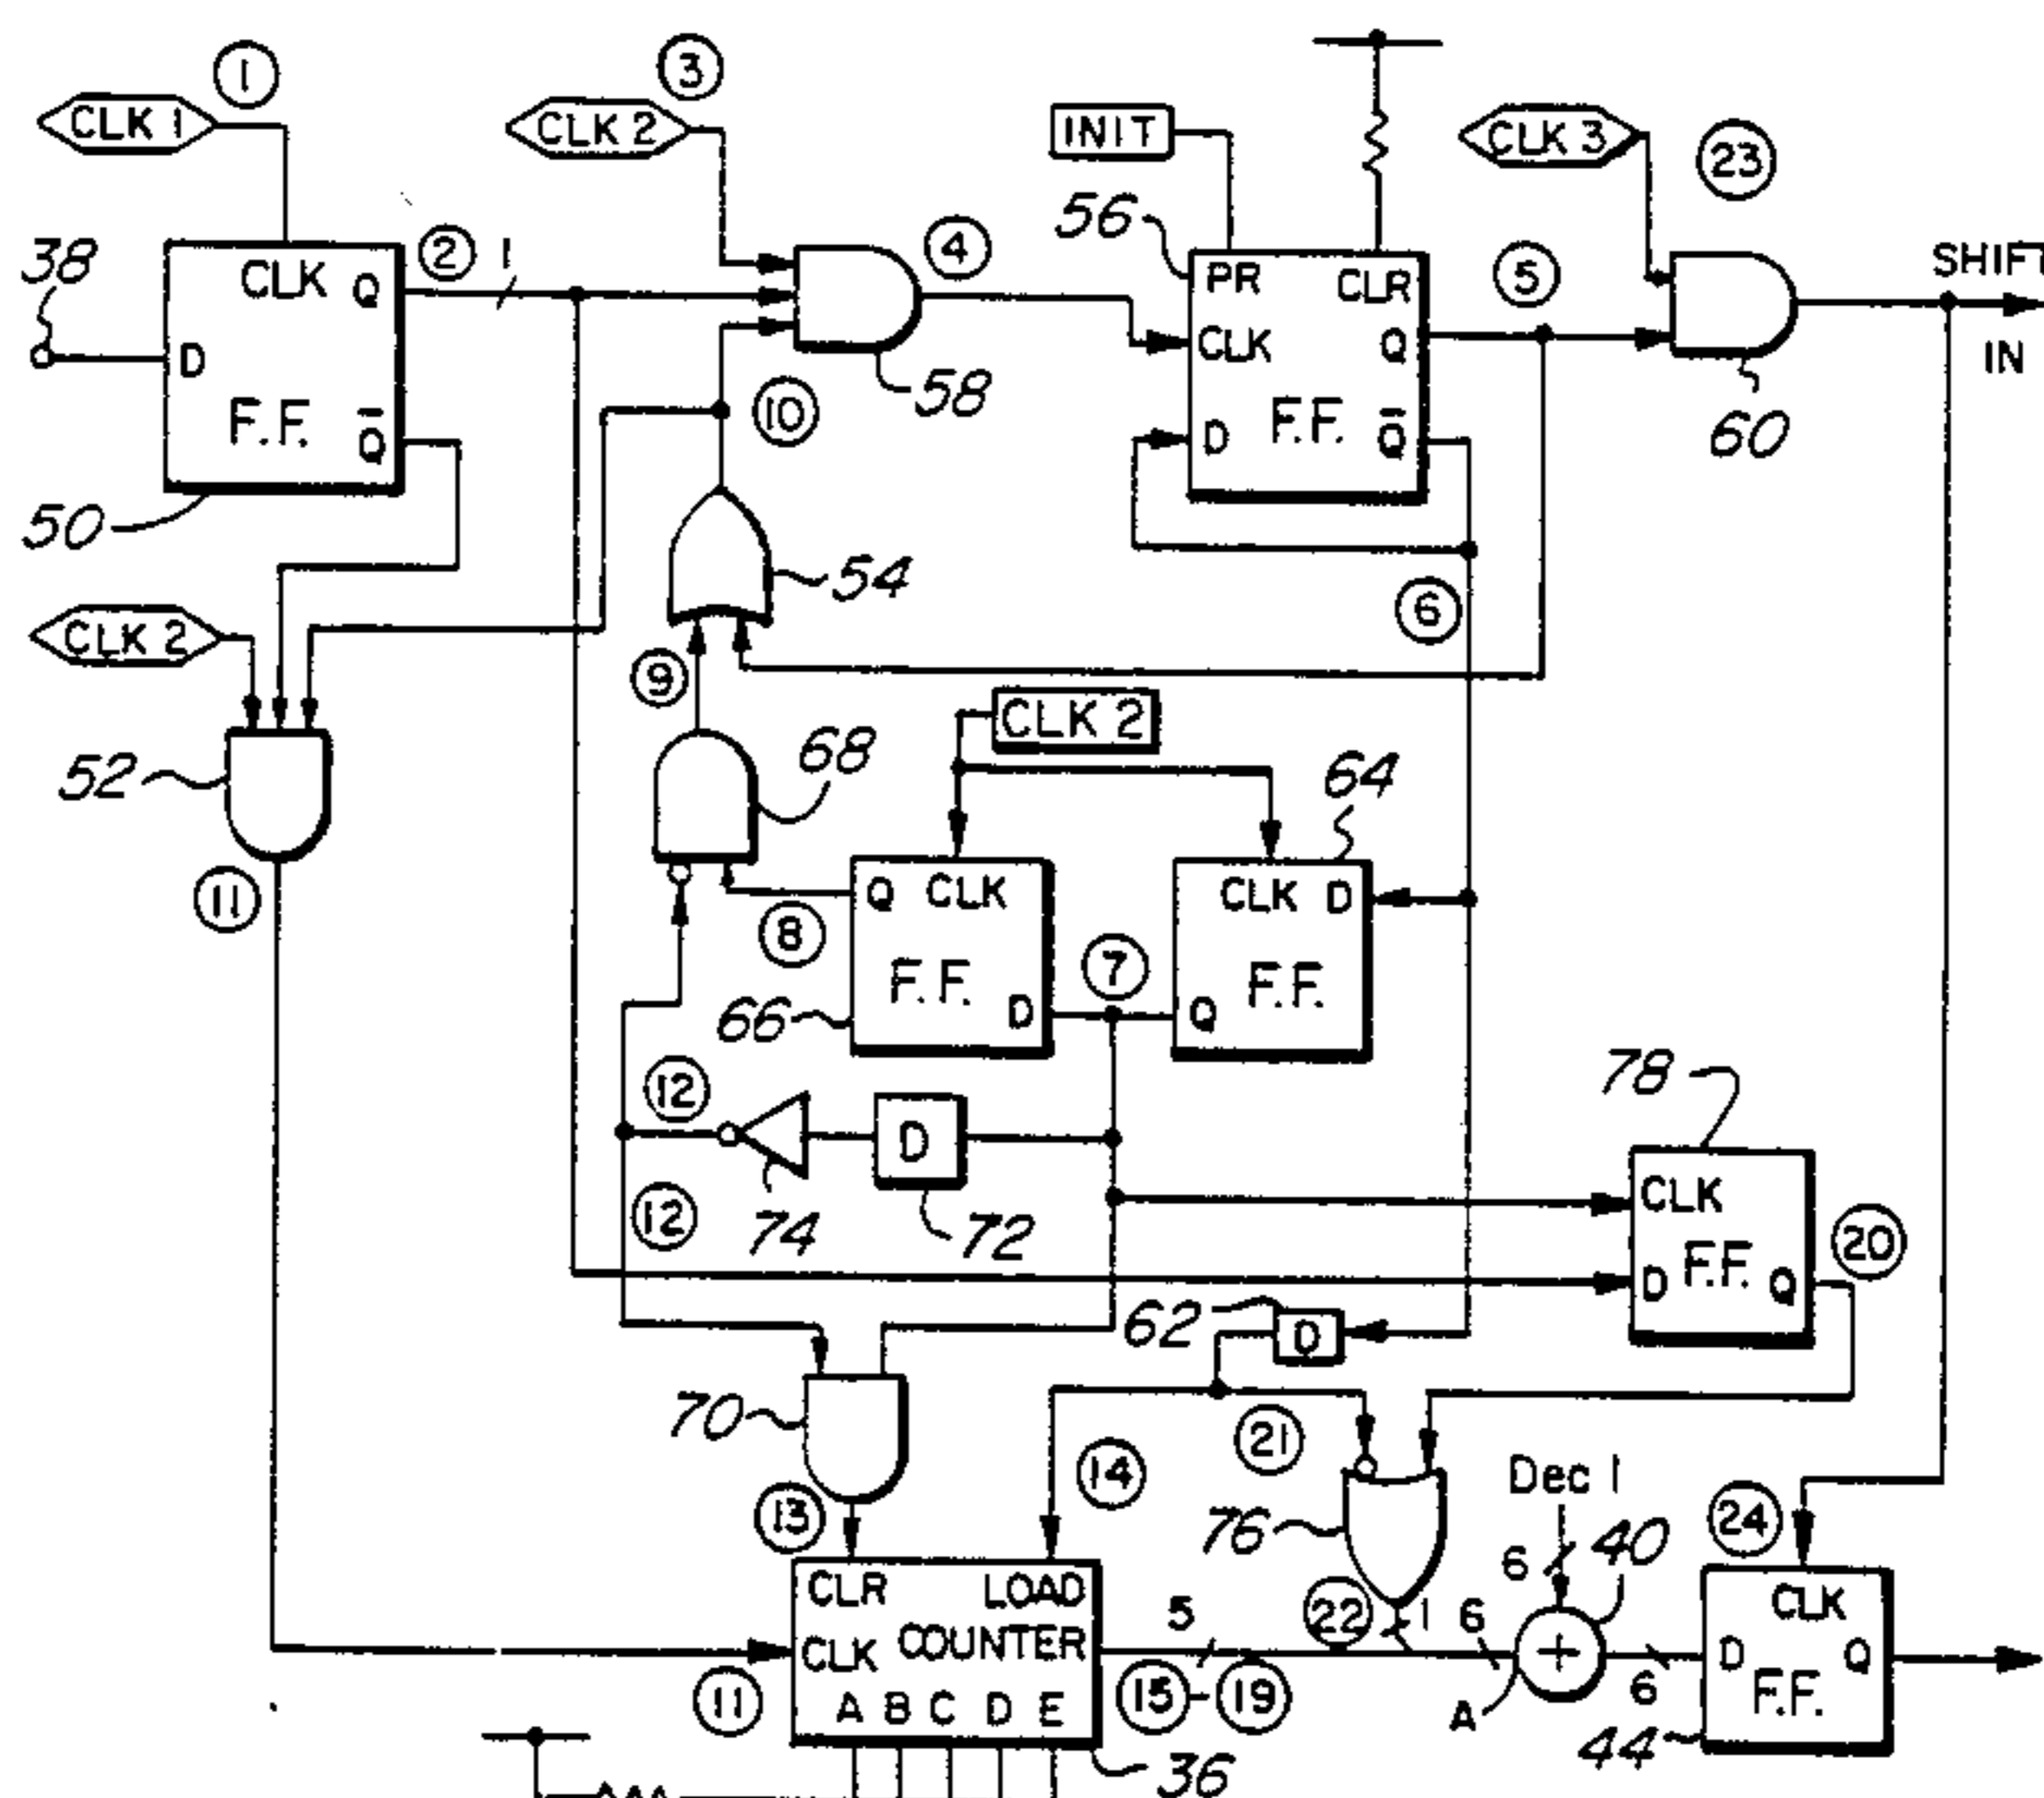 1
3
CLK 1
CLK 2
INIT
CLK 3
23
38
CLK Q
2
1
4
56
PR CLR
5
SHIFT
D
CLK Q
IN
F.F.
Q̅
10
58
D F.F. Q̅
60
50
54
6
CLK 2
9
CLK 2
52
68
64
11
Q CLK
CLK D
8
F.F.
7
F.F.
66
D
Q
78
12
D
CLK
12
74
72
F.F.
20
62
D
D Q
70
21
14
Dec 1
13
76
24
40
6
CLR LOAD
5
22
1
6
CLK
CLK COUNTER
+
D Q
11
A B C D E
15-19
A
6
F.F.
36
44